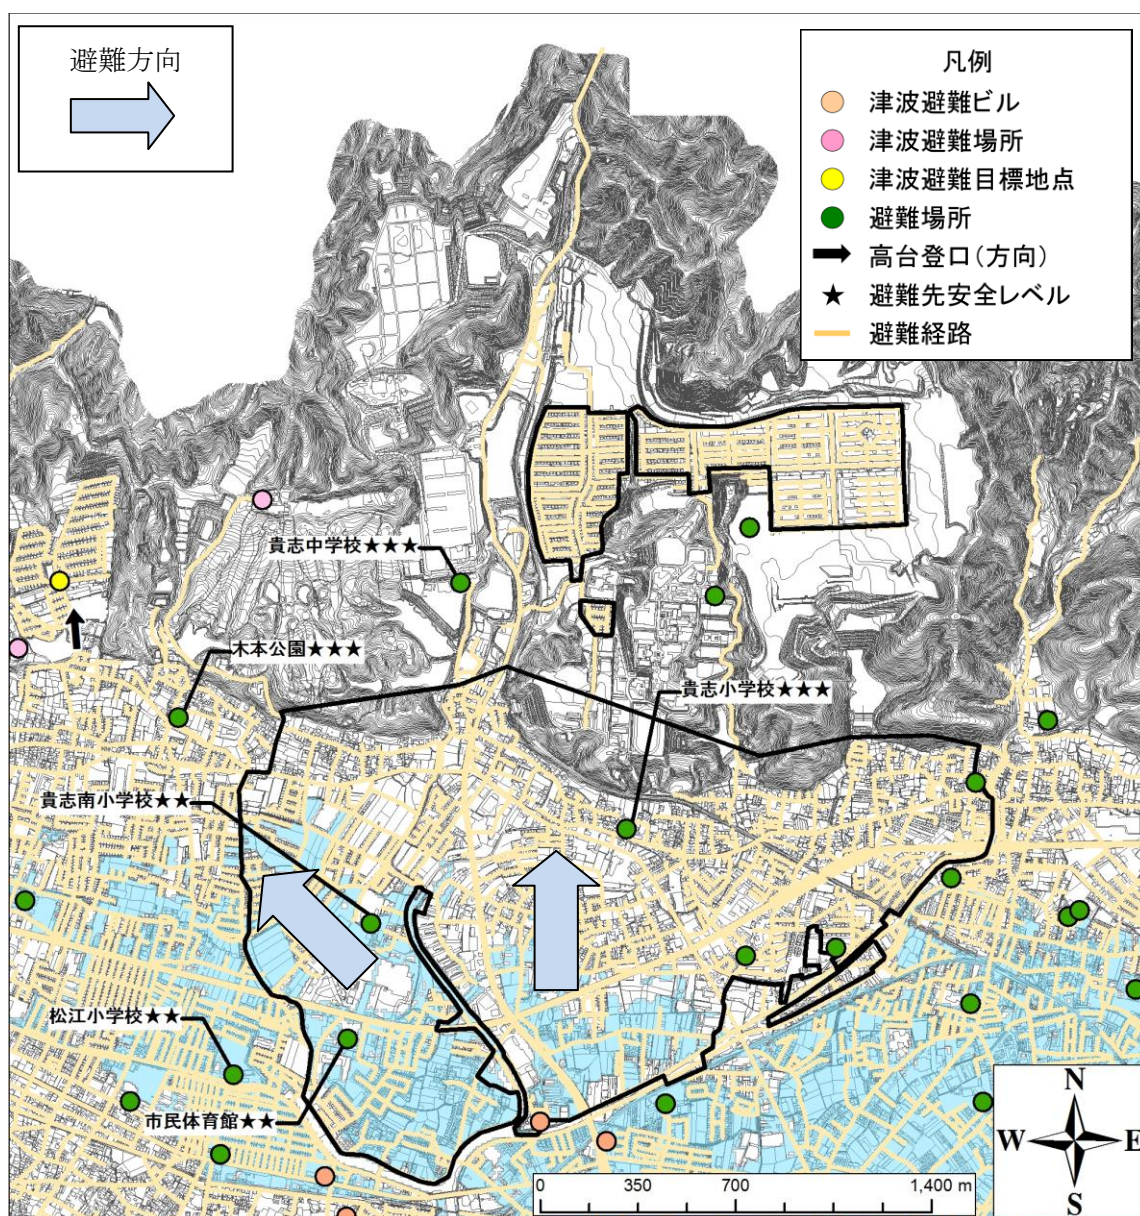 避難方向
凡例
津波避難ビル
津波避難場所
津波避難目標地点
避難場所
高台登口(方向)
避難先安全レベル
避難経路
貴志中学校★★★
木本公園★★★
貴志小学校★★★
貴志南小学校★★
松江小学校★★
市民体育館★★
N
W E
S
0 350 700 1,400 m